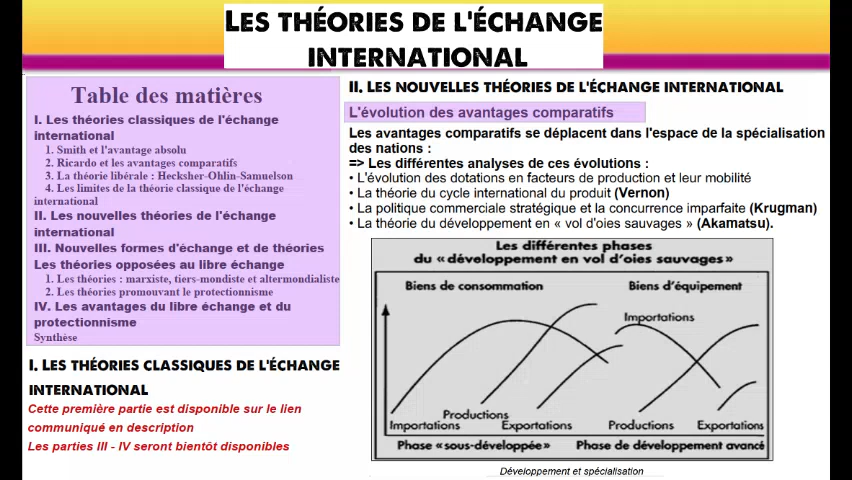 LES THÉORIES DE L'ÉCHANGE
INTERNATIONAL
Table des matières
I. Les théories classiques de l'échange
international
1. Smith et l'avantage absolu
2. Ricardo et les avantages comparatifs
3. La théorie libérale : Hecksher-Ohlin-Samuelson
4. Les limites de la théorie classique de l'échange
international
II. Les nouvelles théories de l'échange
international
III. Nouvelles formes d'échange et de théories
Les théories opposées au libre échange
1. Les théories : marxiste, tiers-mondiste et altermondialiste
2. Les théories promouvant le protectionnisme
IV. Les avantages du libre échange et du
protectionnisme
Synthèse
I. LES THÉORIES CLASSIQUES DE L'ÉCHANGE
INTERNATIONAL
Cette première partie est disponible sur le lien
communiqué en description
Les parties III - IV seront bientôt disponibles
II. LES NOUVELLES THÉORIES DE L'ÉCHANGE INTERNATIONAL
L'évolution des avantages comparatifs
Les avantages comparatifs se déplacent dans l'espace de la spécialisation
des nations :
=> Les différentes analyses de ces évolutions :
• L'évolution des dotations en facteurs de production et leur mobilité
• La théorie du cycle international du produit (Vernon)
• La politique commerciale stratégique et la concurrence imparfaite (Krugman)
• La théorie du développement en « vol d'oies sauvages » (Akamatsu).
Les différentes phases
du « développement en vol d'oies sauvages »
Biens de consommation
Biens d'équipement
Importations
Productions
Importations
Exportations
Productions
Exportations
Phase «sous-développée»
Phase de développement avancé
Développement et spécialisation